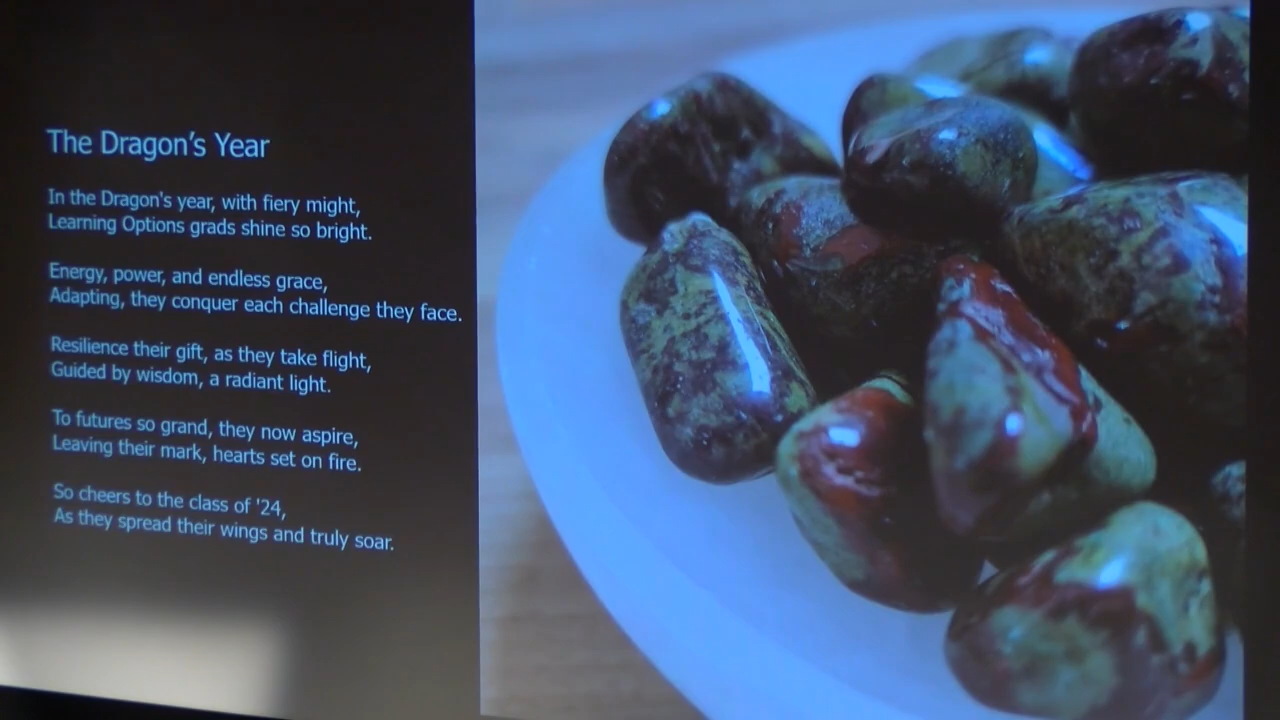 The Dragon’s Year
In the Dragon's year, with fiery might,
Learning Options grads shine so bright.
Energy, power, and endless grace,
Adapting, they conquer each challenge they face.
Resilience their gift, as they take flight,
Guided by wisdom, a radiant light.
To futures so grand, they now aspire,
Leaving their mark, hearts set on fire.
So cheers to the class of '24,
As they spread their wings and truly soar.